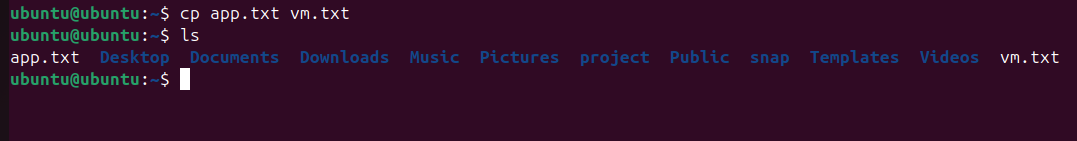 ubuntu@ubuntu:~$ cp app.txt vm.txt
ubuntu@ubuntu:~$ ls
app.txt  Desktop  Documents  Downloads  Music  Pictures  project  Public  snap  Templates  Videos  vm.txt
ubuntu@ubuntu:~$